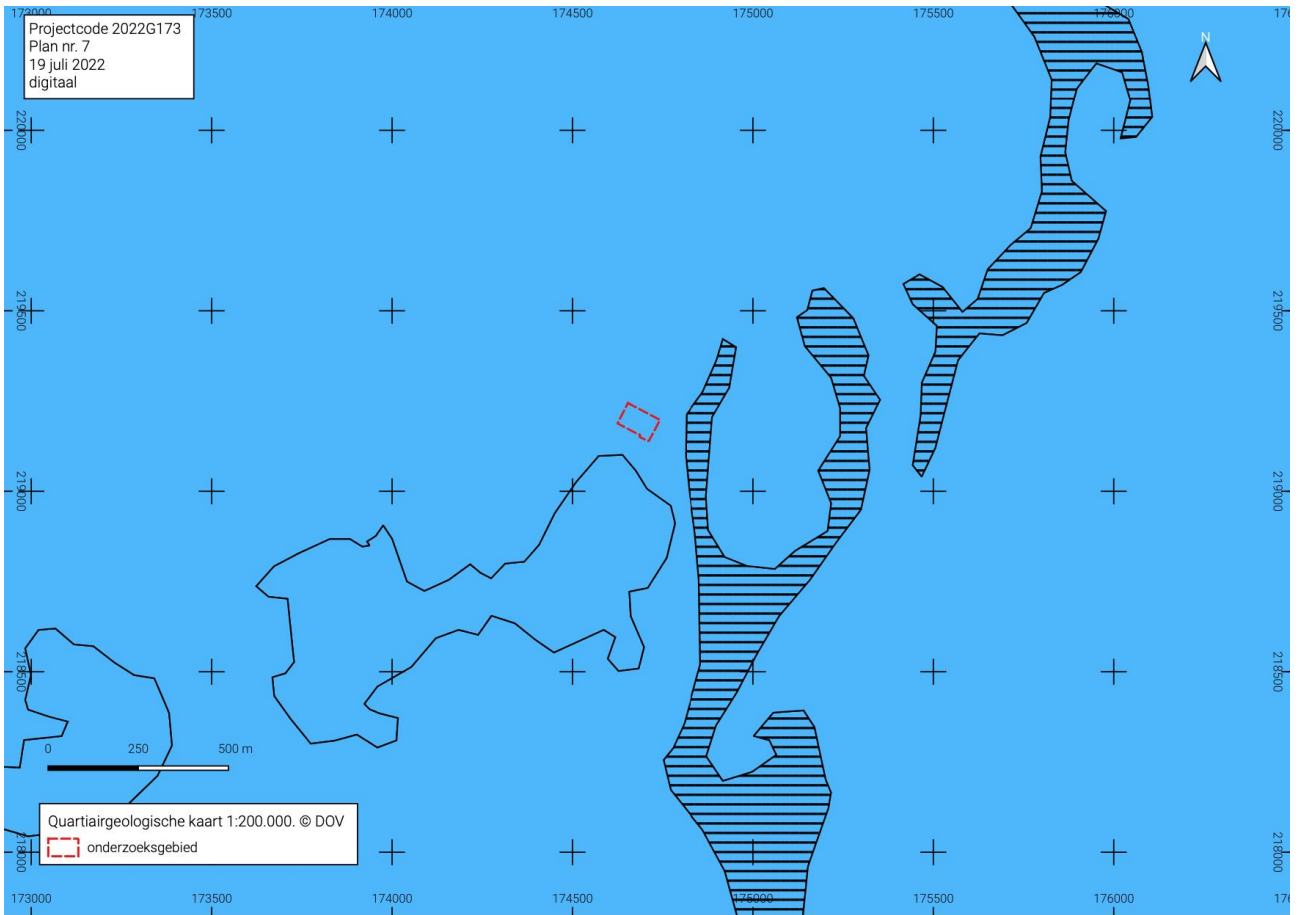 173000 173500 174000 174500 175000 175500 176000 176
Projectcode 2022G173
Plan nr. 7
19 juli 2022
digitaal
N
220000 220000
219500 219500
219000 219000
218500 218500
0 250 500 m
Quartiairgeologische kaart 1:200.000. © DOV
onderzoeksgebied
218000 218000
173000 173500 174000 174500 175000 175500 176000 176